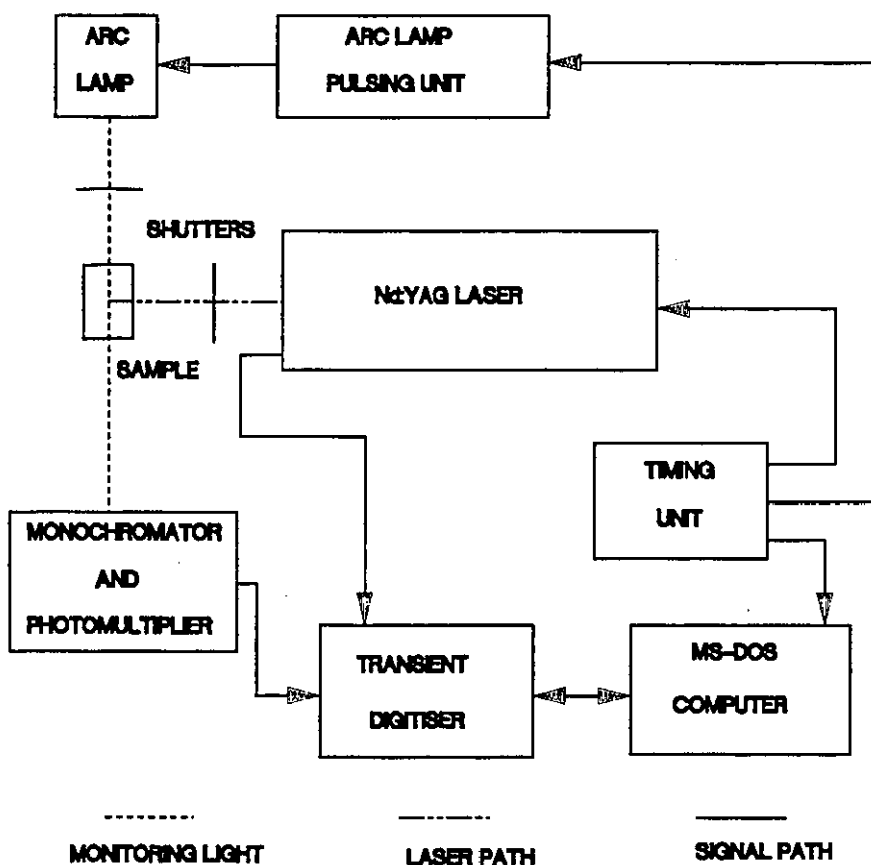 ARC
LAMP
ARC LAMP
PULSING UNIT
SHUTTERS
Nd:YAG LASER
SAMPLE
TIMING
UNIT
MONOCHROMATOR
AND
PHOTOMULTIPLIER
TRANSIENT
DIGITISER
MS-DOS
COMPUTER
MONITORING LIGHT
LASER PATH
SIGNAL PATH